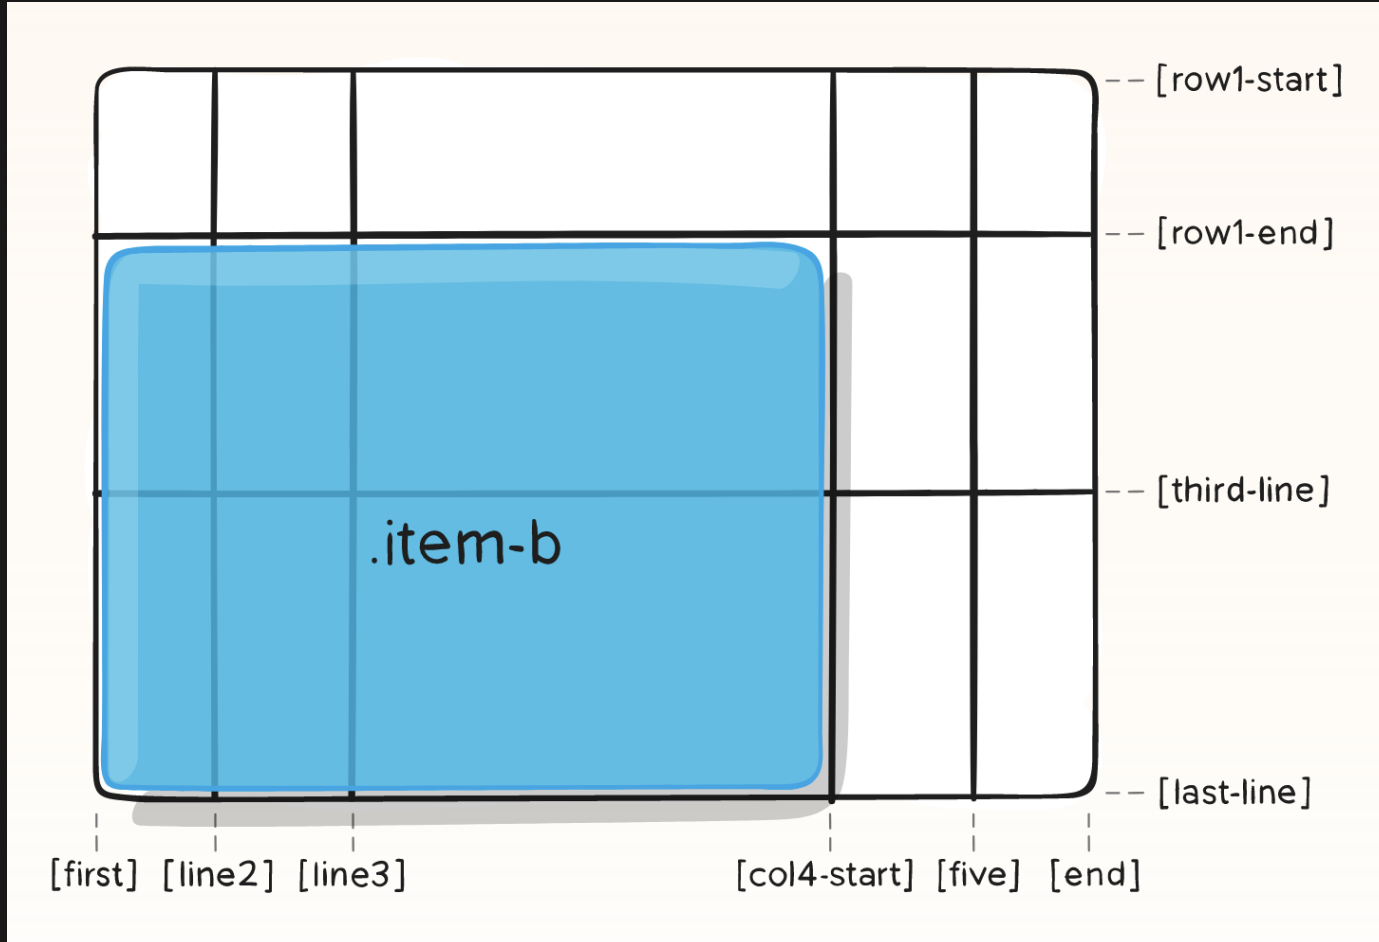 [row1-start]
[row1-end]
[third-line]
.item-b
[last-line]
[first] [line2] [line3] [col4-start] [five] [end]